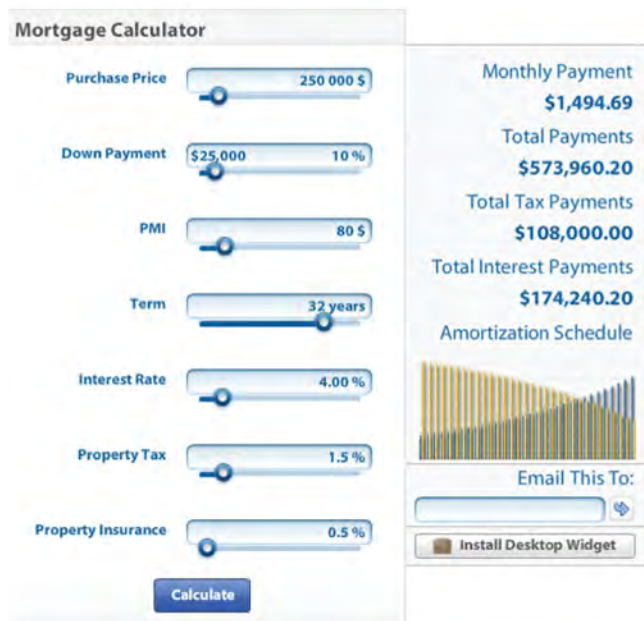 Mortgage Calculator
Purchase Price 250 000 $
Down Payment $25,000 10 %
PMI 80 $
Term 32 years
Interest Rate 4.00 %
Property Tax 1.5 %
Property Insurance 0.5 %
Calculate
Monthly Payment
$1,494.69
Total Payments
$573,960.20
Total Tax Payments
$108,000.00
Total Interest Payments
$174,240.20
Amortization Schedule
Email This To:
Install Desktop Widget